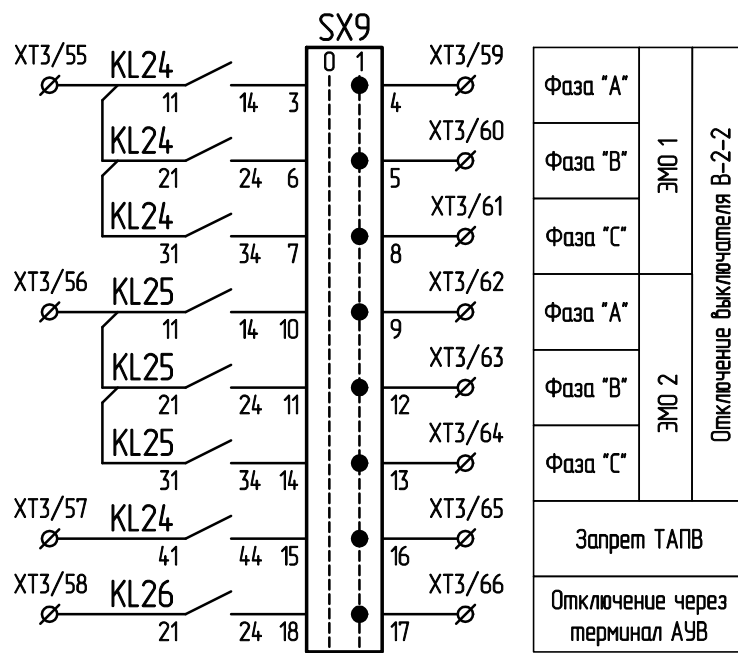 SX9
0 1
XT3/55 KL24 11 14 3 4 XT3/59 Фаза "А"
KL24 21 24 6 5 XT3/60 Фаза "В"
KL24 31 34 7 8 XT3/61 Фаза "С"
ЭМО 1
XT3/56 KL25 11 14 10 9 XT3/62 Фаза "А"
KL25 21 24 11 12 XT3/63 Фаза "В"
KL25 31 34 14 13 XT3/64 Фаза "С"
ЭМО 2
Отключение выключателя В-2-2
XT3/57 KL24 41 44 15 16 XT3/65 Запрет ТАПВ
XT3/58 KL26 21 24 18 17 XT3/66 Отключение через
терминал АУВ